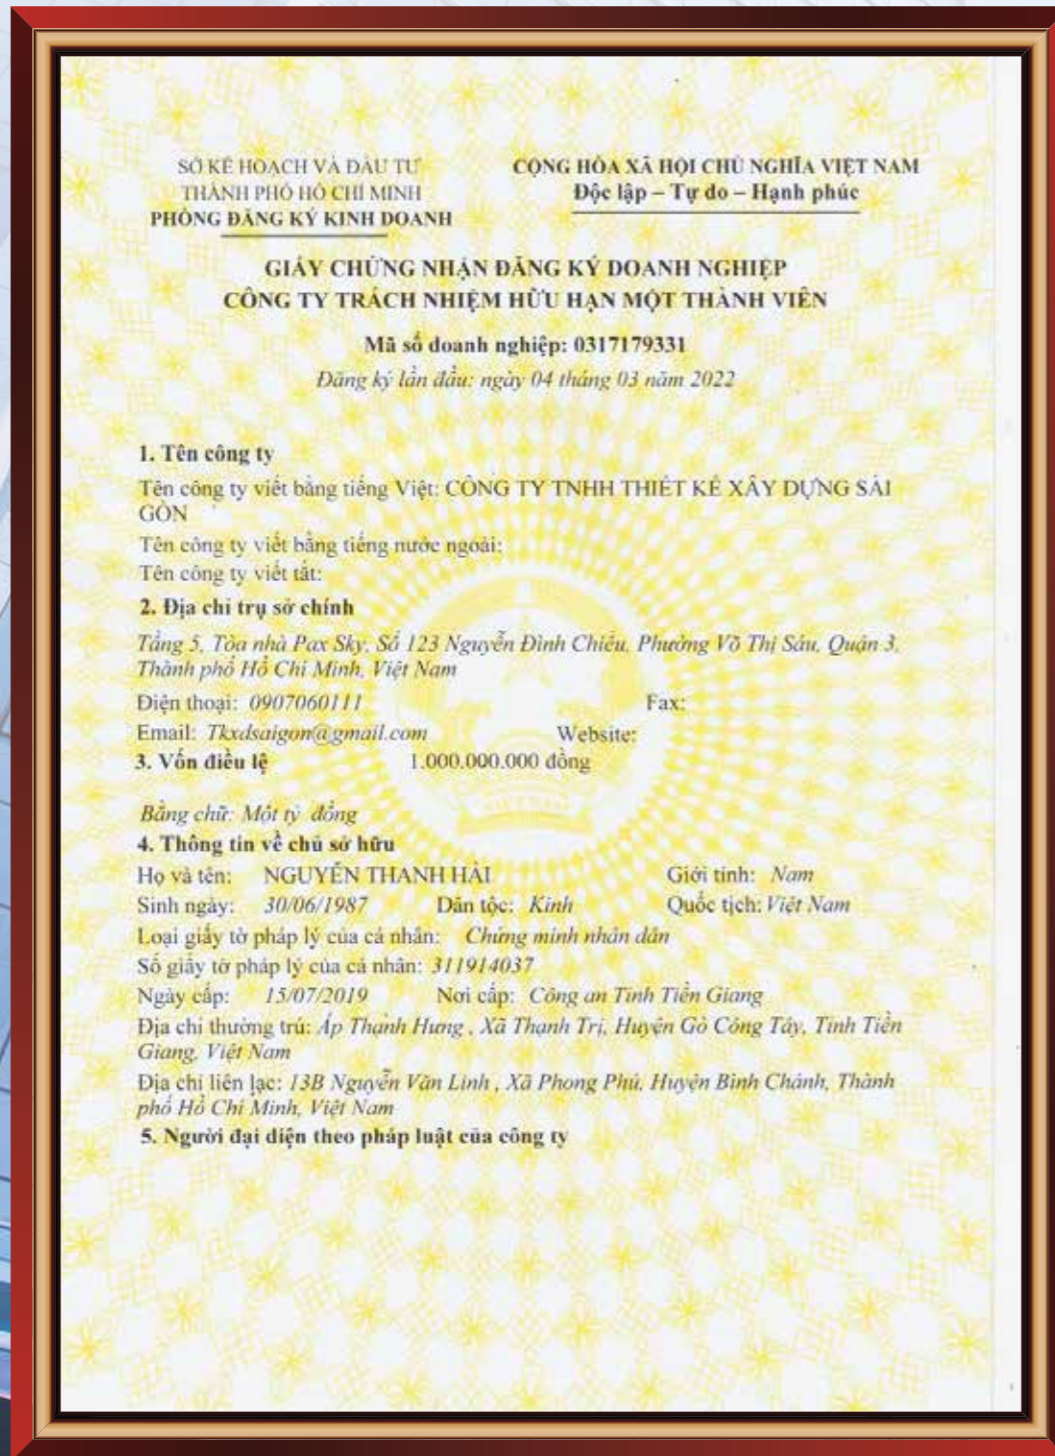 SỞ KẾ HOẠCH VÀ ĐẦU TƯ
THÀNH PHỐ HỒ CHÍ MINH
PHÒNG ĐĂNG KÝ KINH DOANH
CỘNG HÒA XÃ HỘI CHỦ NGHĨA VIỆT NAM
Độc lập – Tự do – Hạnh phúc
GIẤY CHỨNG NHẬN ĐĂNG KÝ DOANH NGHIỆP
CÔNG TY TRÁCH NHIỆM HỮU HẠN MỘT THÀNH VIÊN
Mã số doanh nghiệp: 0317179331
Đăng ký lần đầu: ngày 04 tháng 03 năm 2022
1. Tên công ty
Tên công ty viết bằng tiếng Việt: CÔNG TY TNHH THIẾT KẾ XÂY DỰNG SÀI
GÒN
Tên công ty viết bằng tiếng nước ngoài:
Tên công ty viết tắt:
2. Địa chỉ trụ sở chính
Tầng 5, Tòa nhà Pax Sky, Số 123 Nguyễn Đình Chiểu, Phường Võ Thị Sáu, Quận 3,
Thành phố Hồ Chí Minh, Việt Nam
Điện thoại: 0907060111 Fax:
Email: Tkxdsaigon@gmail.com Website:
3. Vốn điều lệ 1.000.000.000 đồng
Bằng chữ: Một tỷ đồng
4. Thông tin về chủ sở hữu
Họ và tên: NGUYỄN THANH HẢI Giới tính: Nam
Sinh ngày: 30/06/1987 Dân tộc: Kinh Quốc tịch: Việt Nam
Loại giấy tờ pháp lý của cá nhân: Chứng minh nhân dân
Số giấy tờ pháp lý của cá nhân: 311914037
Ngày cấp: 15/07/2019 Nơi cấp: Công an Tỉnh Tiền Giang
Địa chỉ thường trú: Ấp Thạnh Hưng , Xã Thạnh Trị, Huyện Gò Công Tây, Tỉnh Tiền
Giang, Việt Nam
Địa chỉ liên lạc: 13B Nguyễn Văn Linh , Xã Phong Phú, Huyện Bình Chánh, Thành
phố Hồ Chí Minh, Việt Nam
5. Người đại diện theo pháp luật của công ty